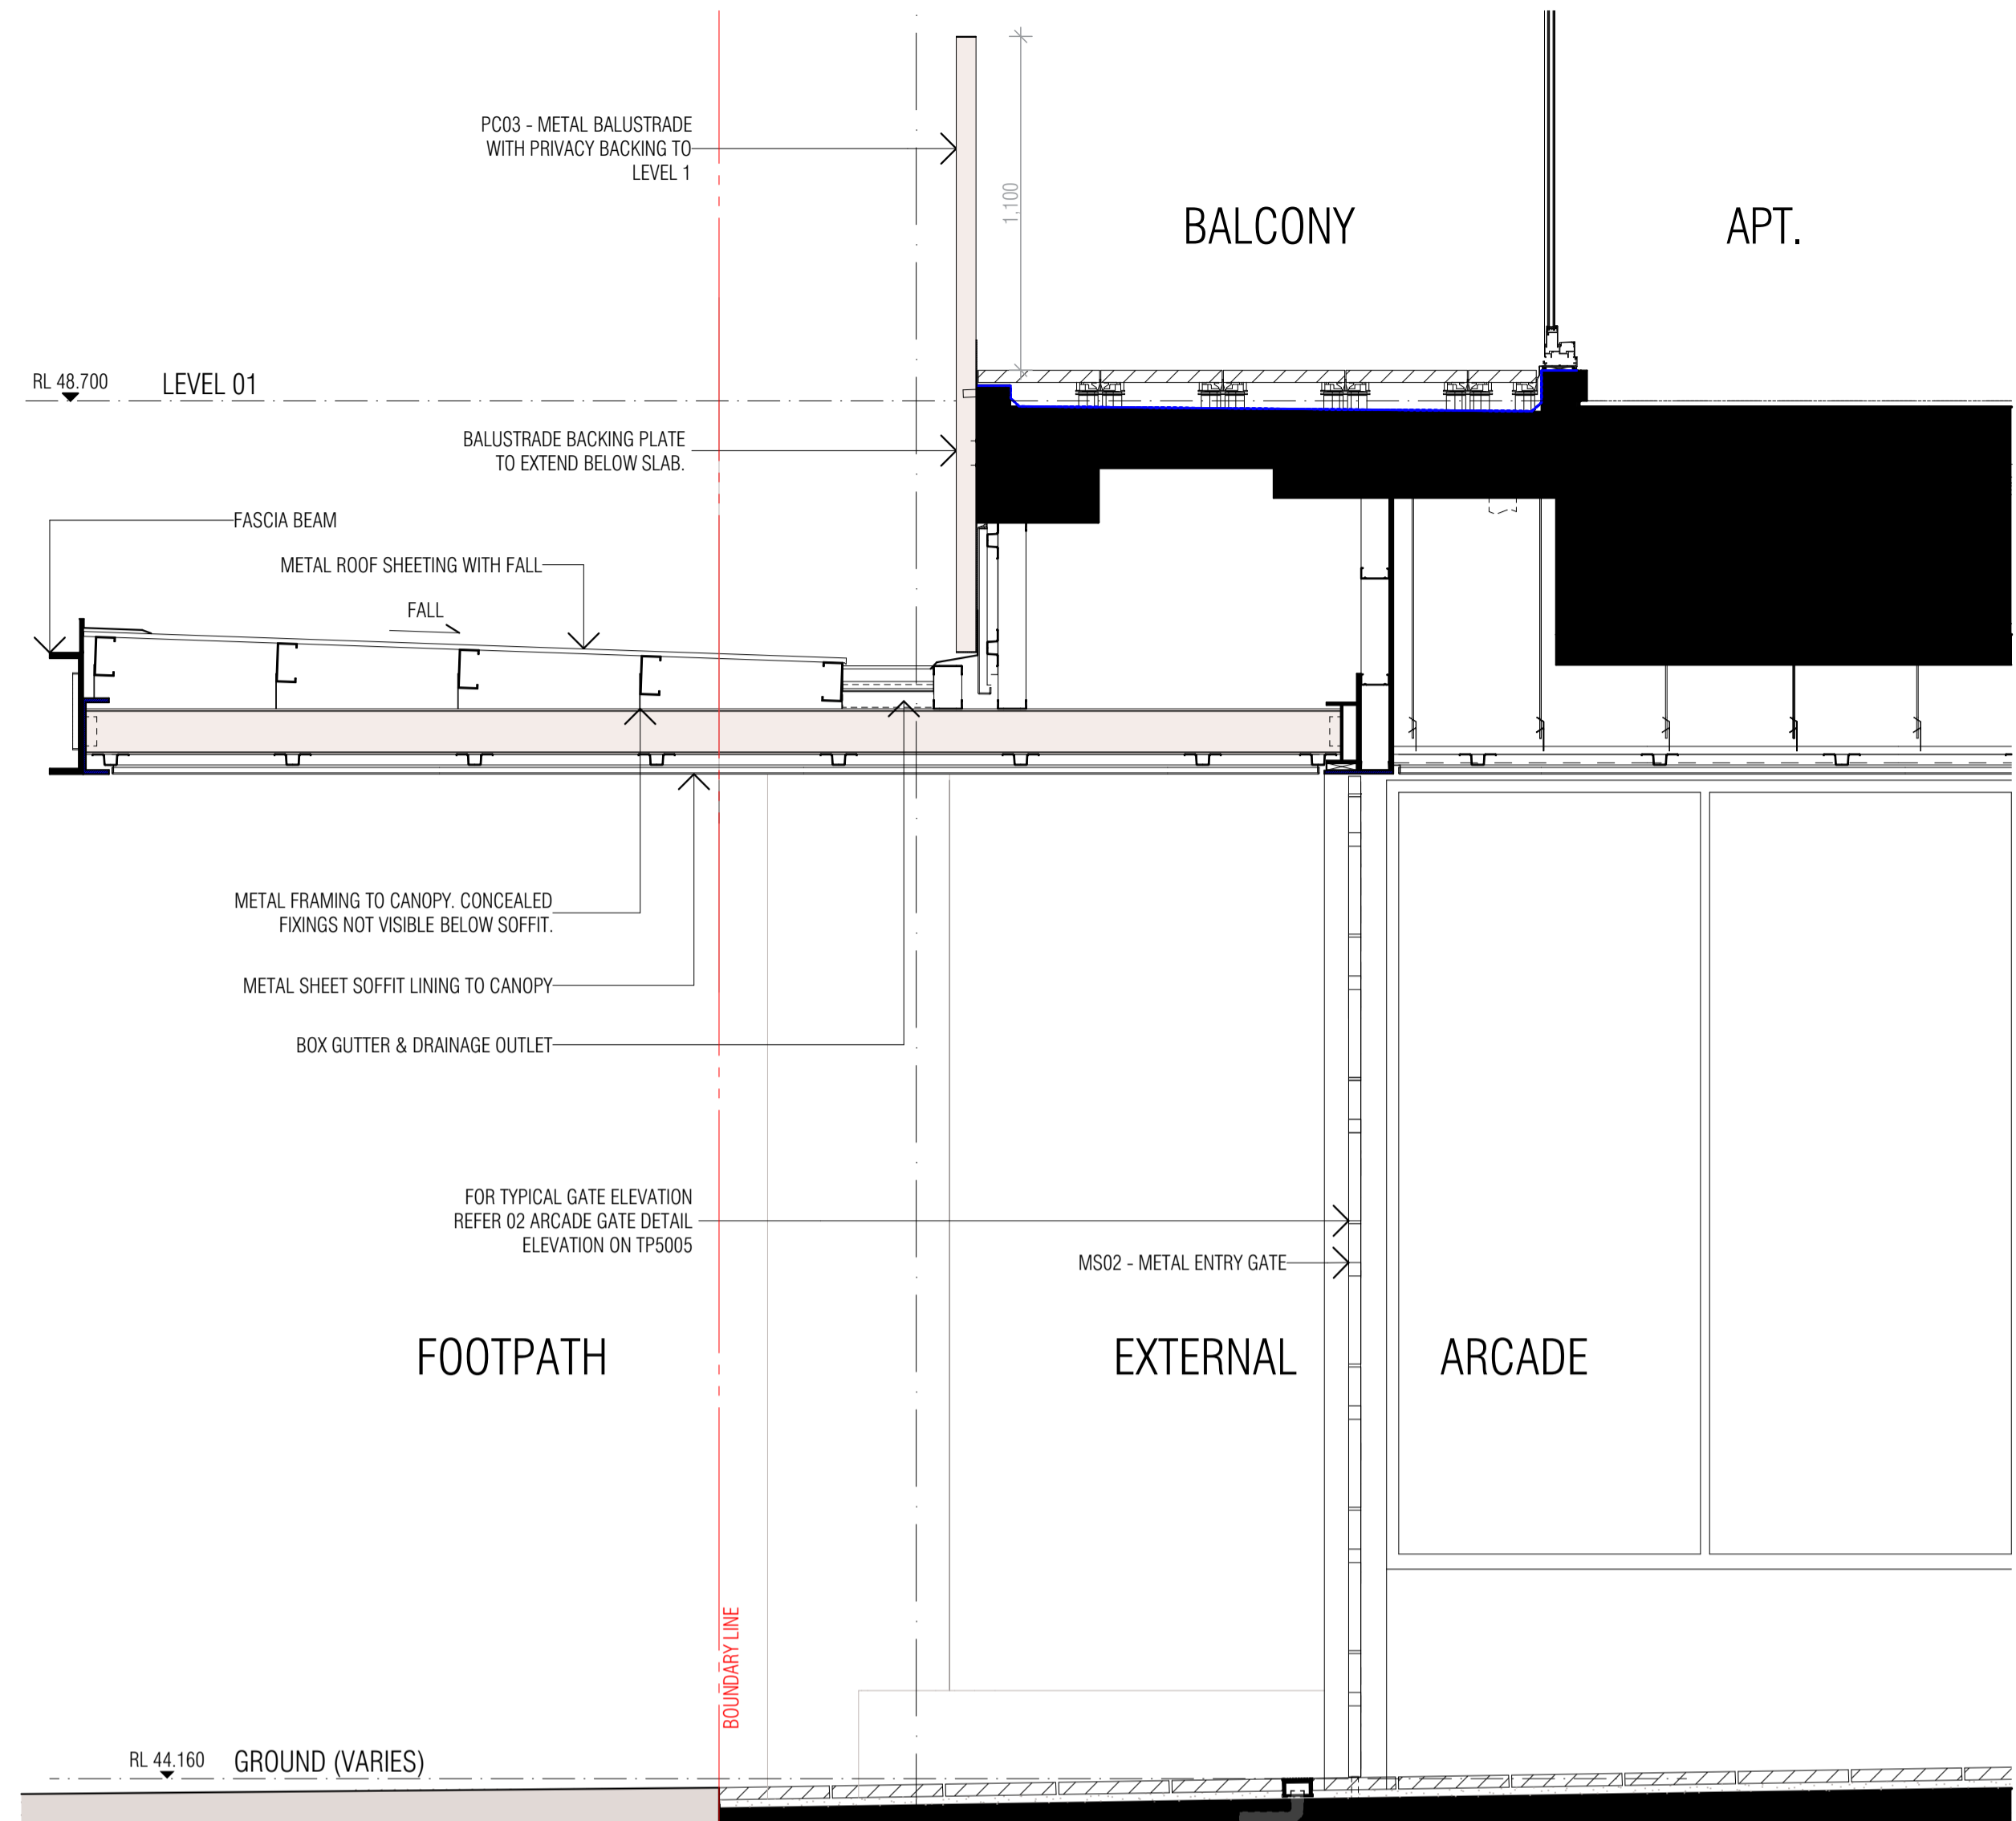 PC03 - METAL BALUSTRADE
WITH PRIVACY BACKING TO
LEVEL 1
1,100
BALCONY
APT.
RL 48.700
LEVEL 01
BALUSTRADE BACKING PLATE
TO EXTEND BELOW SLAB.
FASCIA BEAM
METAL ROOF SHEETING WITH FALL
FALL
METAL FRAMING TO CANOPY. CONCEALED
FIXINGS NOT VISIBLE BELOW SOFFIT.
METAL SHEET SOFFIT LINING TO CANOPY
BOX GUTTER & DRAINAGE OUTLET
FOR TYPICAL GATE ELEVATION
REFER 02 ARCADE GATE DETAIL
ELEVATION ON TP5005
MS02 - METAL ENTRY GATE
FOOTPATH
EXTERNAL
ARCADE
BOUNDARY LINE
RL 44.160
GROUND (VARIES)